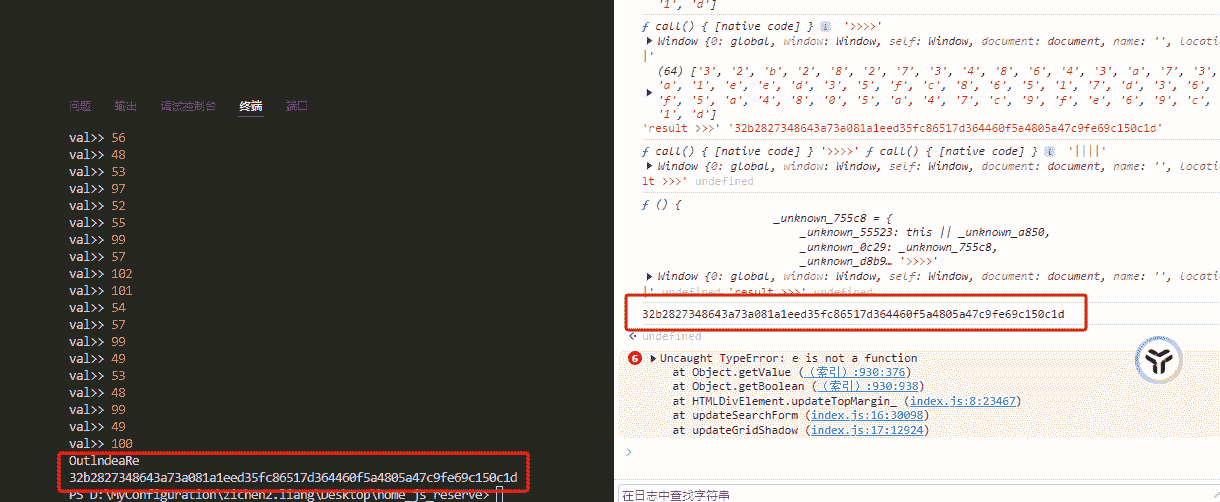 问题 输出 调试控制台 终端 端口
val>> 56
val>> 48
val>> 53
val>> 97
val>> 52
val>> 55
val>> 99
val>> 57
val>> 102
val>> 101
val>> 54
val>> 57
val>> 99
val>> 49
val>> 53
val>> 48
val>> 99
val>> 49
val>> 100
OutlndeaRe
32b2827348643a73a081a1eed35fc86517d364460f5a4805a47c9fe69c150c1d
PS D:\MyConfiguration\zichen2.liang\Desktop\home_js_reserve>
'1', 'd']
ƒ call() { [native code] } i '>>>>'
▶ Window {0: global, window: Window, self: Window, document: document, name: '', locati
|'
(64) ['3', '2', 'b', '2', '8', '2', '7', '3', '4', '8', '6', '4', '3', 'a', '7', '3',
'a', '1', 'e', 'e', 'd', '3', '5', 'f', 'c', '8', '6', '5', '1', '7', 'd', '3', '6',
▶ 'f', '5', 'a', '4', '8', '0', '5', 'a', '4', '7', 'c', '9', 'f', 'e', '6', '9', 'c',
'1', 'd']
'result >>>' '32b2827348643a73a081a1eed35fc86517d364460f5a4805a47c9fe69c150c1d'
ƒ call() { [native code] } '>>>>' ƒ call() { [native code] } i '||||'
▶ Window {0: global, window: Window, self: Window, document: document, name: '', locati
lt >>>' undefined
ƒ () {
_unknown_755c8 = {
_unknown_55523: this || _unknown_a850,
_unknown_0c29: _unknown_755c8,
_unknown_d8b9… '>>>>'
▶ Window {0: global, window: Window, self: Window, document: document, name: '', locati
|' undefined 'result >>>' undefined
32b2827348643a73a081a1eed35fc86517d364460f5a4805a47c9fe69c150c1d
undefined
6 ▶ Uncaught TypeError: e is not a function
at Object.getValue (（索引）:930:376)
at Object.getBoolean (（索引）:930:938)
at HTMLDivElement.updateTopMargin_ (index.js:8:23467)
at updateSearchForm (index.js:16:30098)
at updateGridShadow (index.js:17:12924)
>
在日志中查找字符串